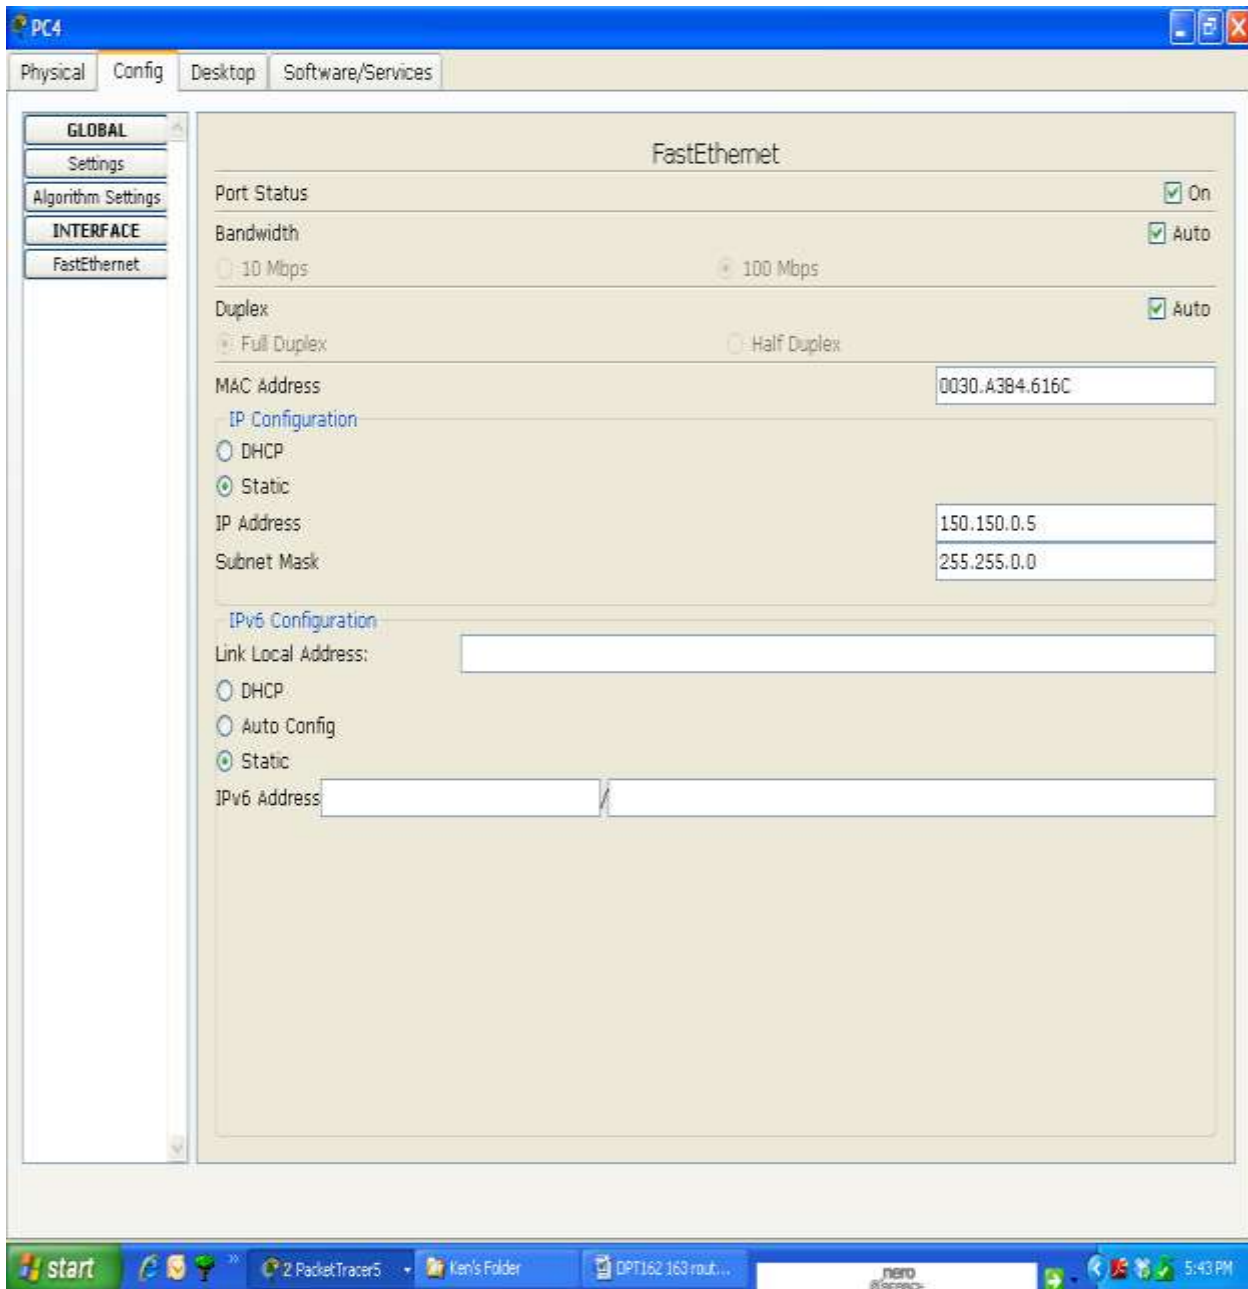 PC4
Physical Config Desktop Software/Services
GLOBAL
Settings
Algorithm Settings
INTERFACE
FastEthernet
FastEthernet
Port Status On
Bandwidth Auto
10 Mbps 100 Mbps
Duplex Auto
Full Duplex Half Duplex
MAC Address 0030.A3B4.616C
IP Configuration
DHCP
Static
IP Address 150.150.0.5
Subnet Mask 255.255.0.0
IPv6 Configuration
Link Local Address:
DHCP
Auto Config
Static
IPv6 Address /
start » 2 PacketTracer5 Ken's Folder DPT162 163 rout... nero 5:43 PM